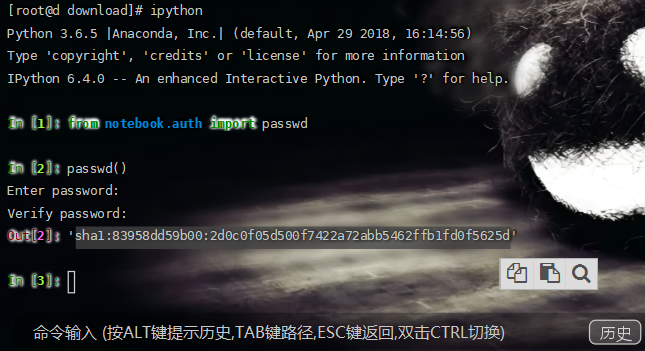 [root@d download]# ipython
Python 3.6.5 |Anaconda, Inc.| (default, Apr 29 2018, 16:14:56)
Type 'copyright', 'credits' or 'license' for more information
IPython 6.4.0 -- An enhanced Interactive Python. Type '?' for help.
In [1]: from notebook.auth import passwd
In [2]: passwd()
Enter password:
Verify password:
Out[2]: 'sha1:83958dd59b00:2d0c0f05d500f7422a72abb5462ffb1fd0f5625d'
In [3]:
命令输入 (按ALT键提示历史,TAB键路径,ESC键返回,双击CTRL切换)
历史